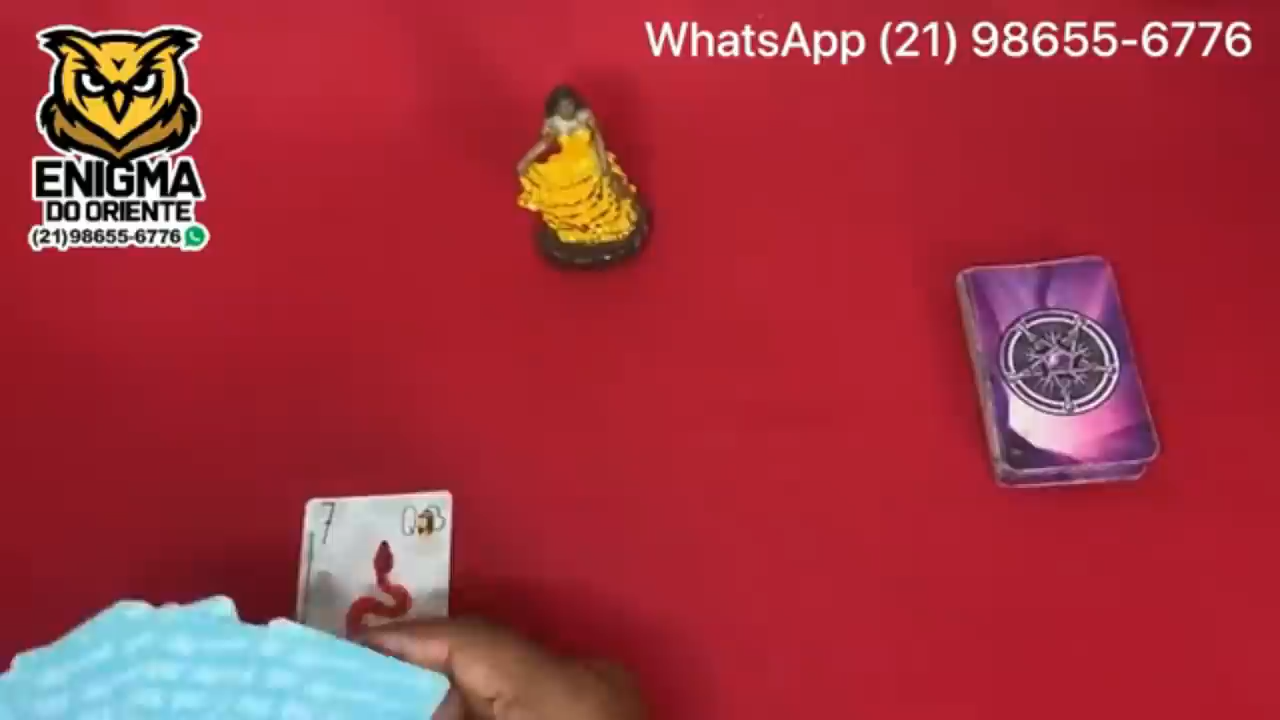 WhatsApp (21) 98655-6776
ENIGMA
DO ORIENTE
(21)98655-6776
7